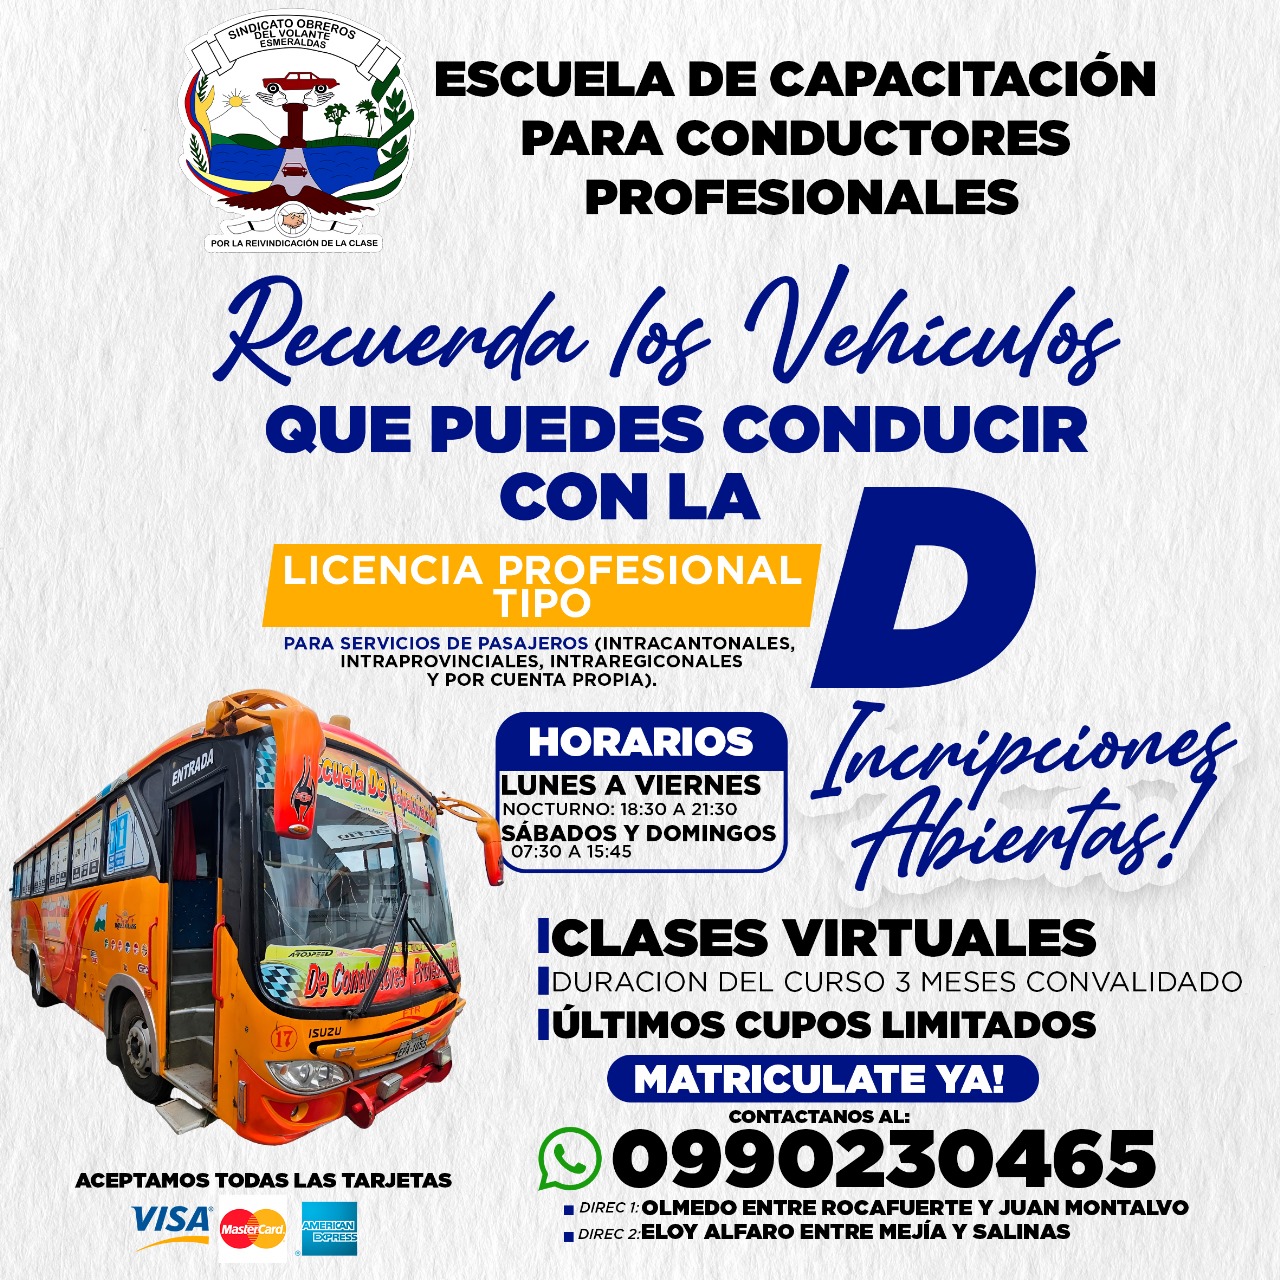 SINDICATO OBREROS
DEL VOLANTE
ESMERALDAS
POR LA REIVINDICACIÓN DE LA CLASE
ESCUELA DE CAPACITACIÓN
PARA CONDUCTORES
PROFESIONALES
Recuerda los Vehículos
QUE PUEDES CONDUCIR
CON LA
D
LICENCIA PROFESIONAL
TIPO
PARA SERVICIOS DE PASAJEROS (INTRACANTONALES,
INTRAPROVINCIALES, INTRAREGICONALES
Y POR CUENTA PROPIA).
HORARIOS
LUNES A VIERNES
NOCTURNO: 18:30 A 21:30
SÁBADOS Y DOMINGOS
07:30 A 15:45
Incripciones
Abiertas!
ENTRADA
Escuela De
AROSPEED
De Conductores
17
ISUZU
CLASES VIRTUALES
DURACION DEL CURSO 3 MESES CONVALIDADO
ÚLTIMOS CUPOS LIMITADOS
MATRICULATE YA!
CONTACTANOS AL:
0990230465
DIREC 1: OLMEDO ENTRE ROCAFUERTE Y JUAN MONTALVO
DIREC 2: ELOY ALFARO ENTRE MEJÍA Y SALINAS
ACEPTAMOS TODAS LAS TARJETAS
VISA
MasterCard
AMERICAN
EXPRESS